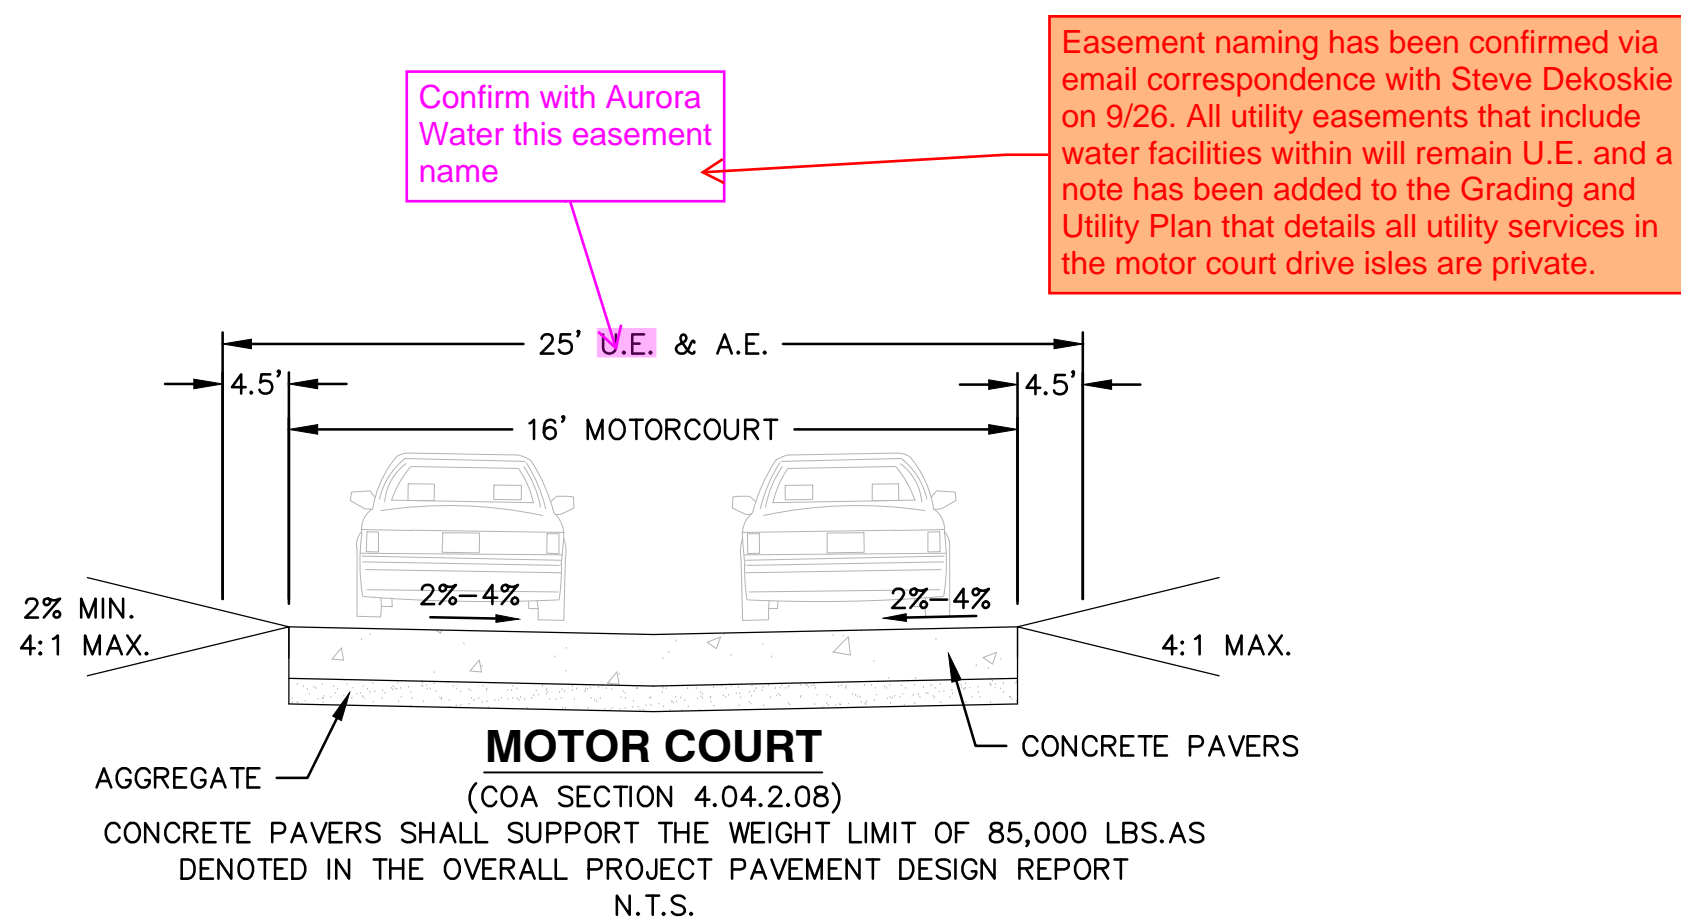 Easement naming has been confirmed via
email correspondence with Steve Dekoskie
on 9/26. All utility easements that include
water facilities within will remain U.E. and a
note has been added to the Grading and
Utility Plan that details all utility services in
the motor court drive isles are private.
Confirm with Aurora
Water this easement
name
25' U.E. & A.E.
4.5'
4.5'
16' MOTORCOURT
2%-4%
2%-4%
2% MIN.
4:1 MAX.
4:1 MAX.
MOTOR COURT
CONCRETE PAVERS
AGGREGATE
(COA SECTION 4.04.2.08)
CONCRETE PAVERS SHALL SUPPORT THE WEIGHT LIMIT OF 85,000 LBS.AS
DENOTED IN THE OVERALL PROJECT PAVEMENT DESIGN REPORT
N.T.S.